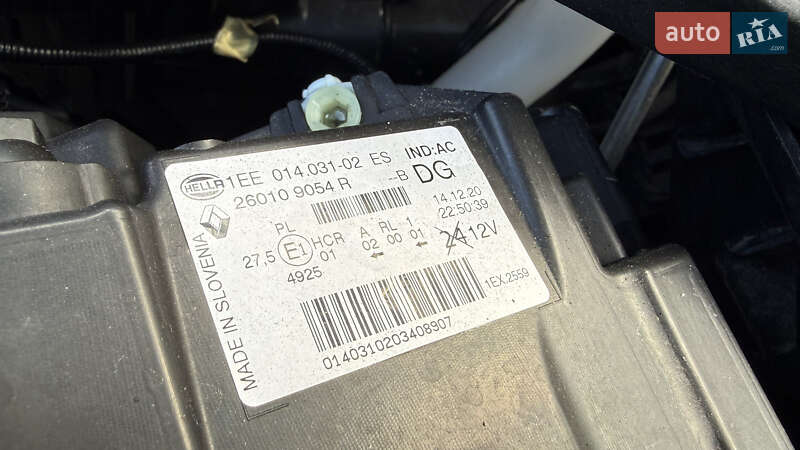 auto RIA
.com
HELLA 1EE 014.031-02 ES IND:AC
26010 9054 R -B DG
14.12.20
22:50:39
PL
27,5 E1 HCR A RL 1
01 02 00 01
4925
24 12V
MADE IN SLOVENIA
1EX.2559
0140310203408907